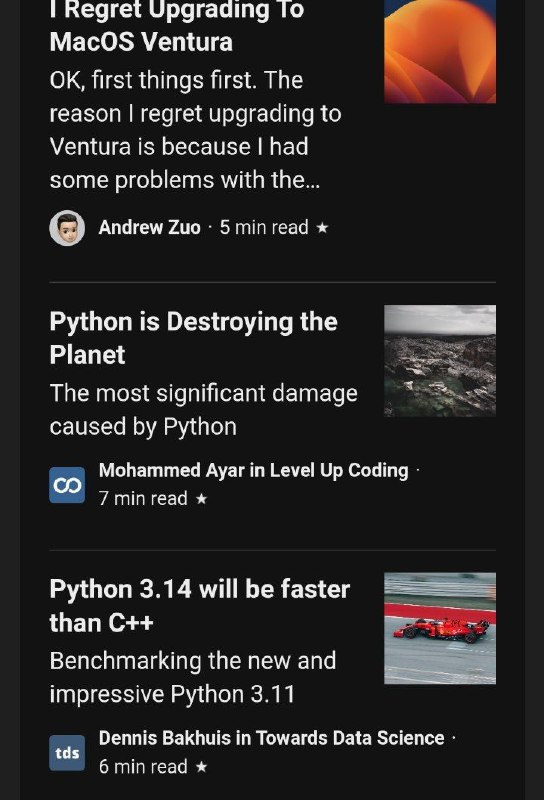 I Regret Upgrading To
MacOS Ventura
OK, first things first. The
reason I regret upgrading to
Ventura is because I had
some problems with the…
Andrew Zuo · 5 min read ★
Python is Destroying the
Planet
The most significant damage
caused by Python
Mohammed Ayar in Level Up Coding ·
7 min read ★
Python 3.14 will be faster
than C++
Benchmarking the new and
impressive Python 3.11
tds
Dennis Bakhuis in Towards Data Science ·
6 min read ★